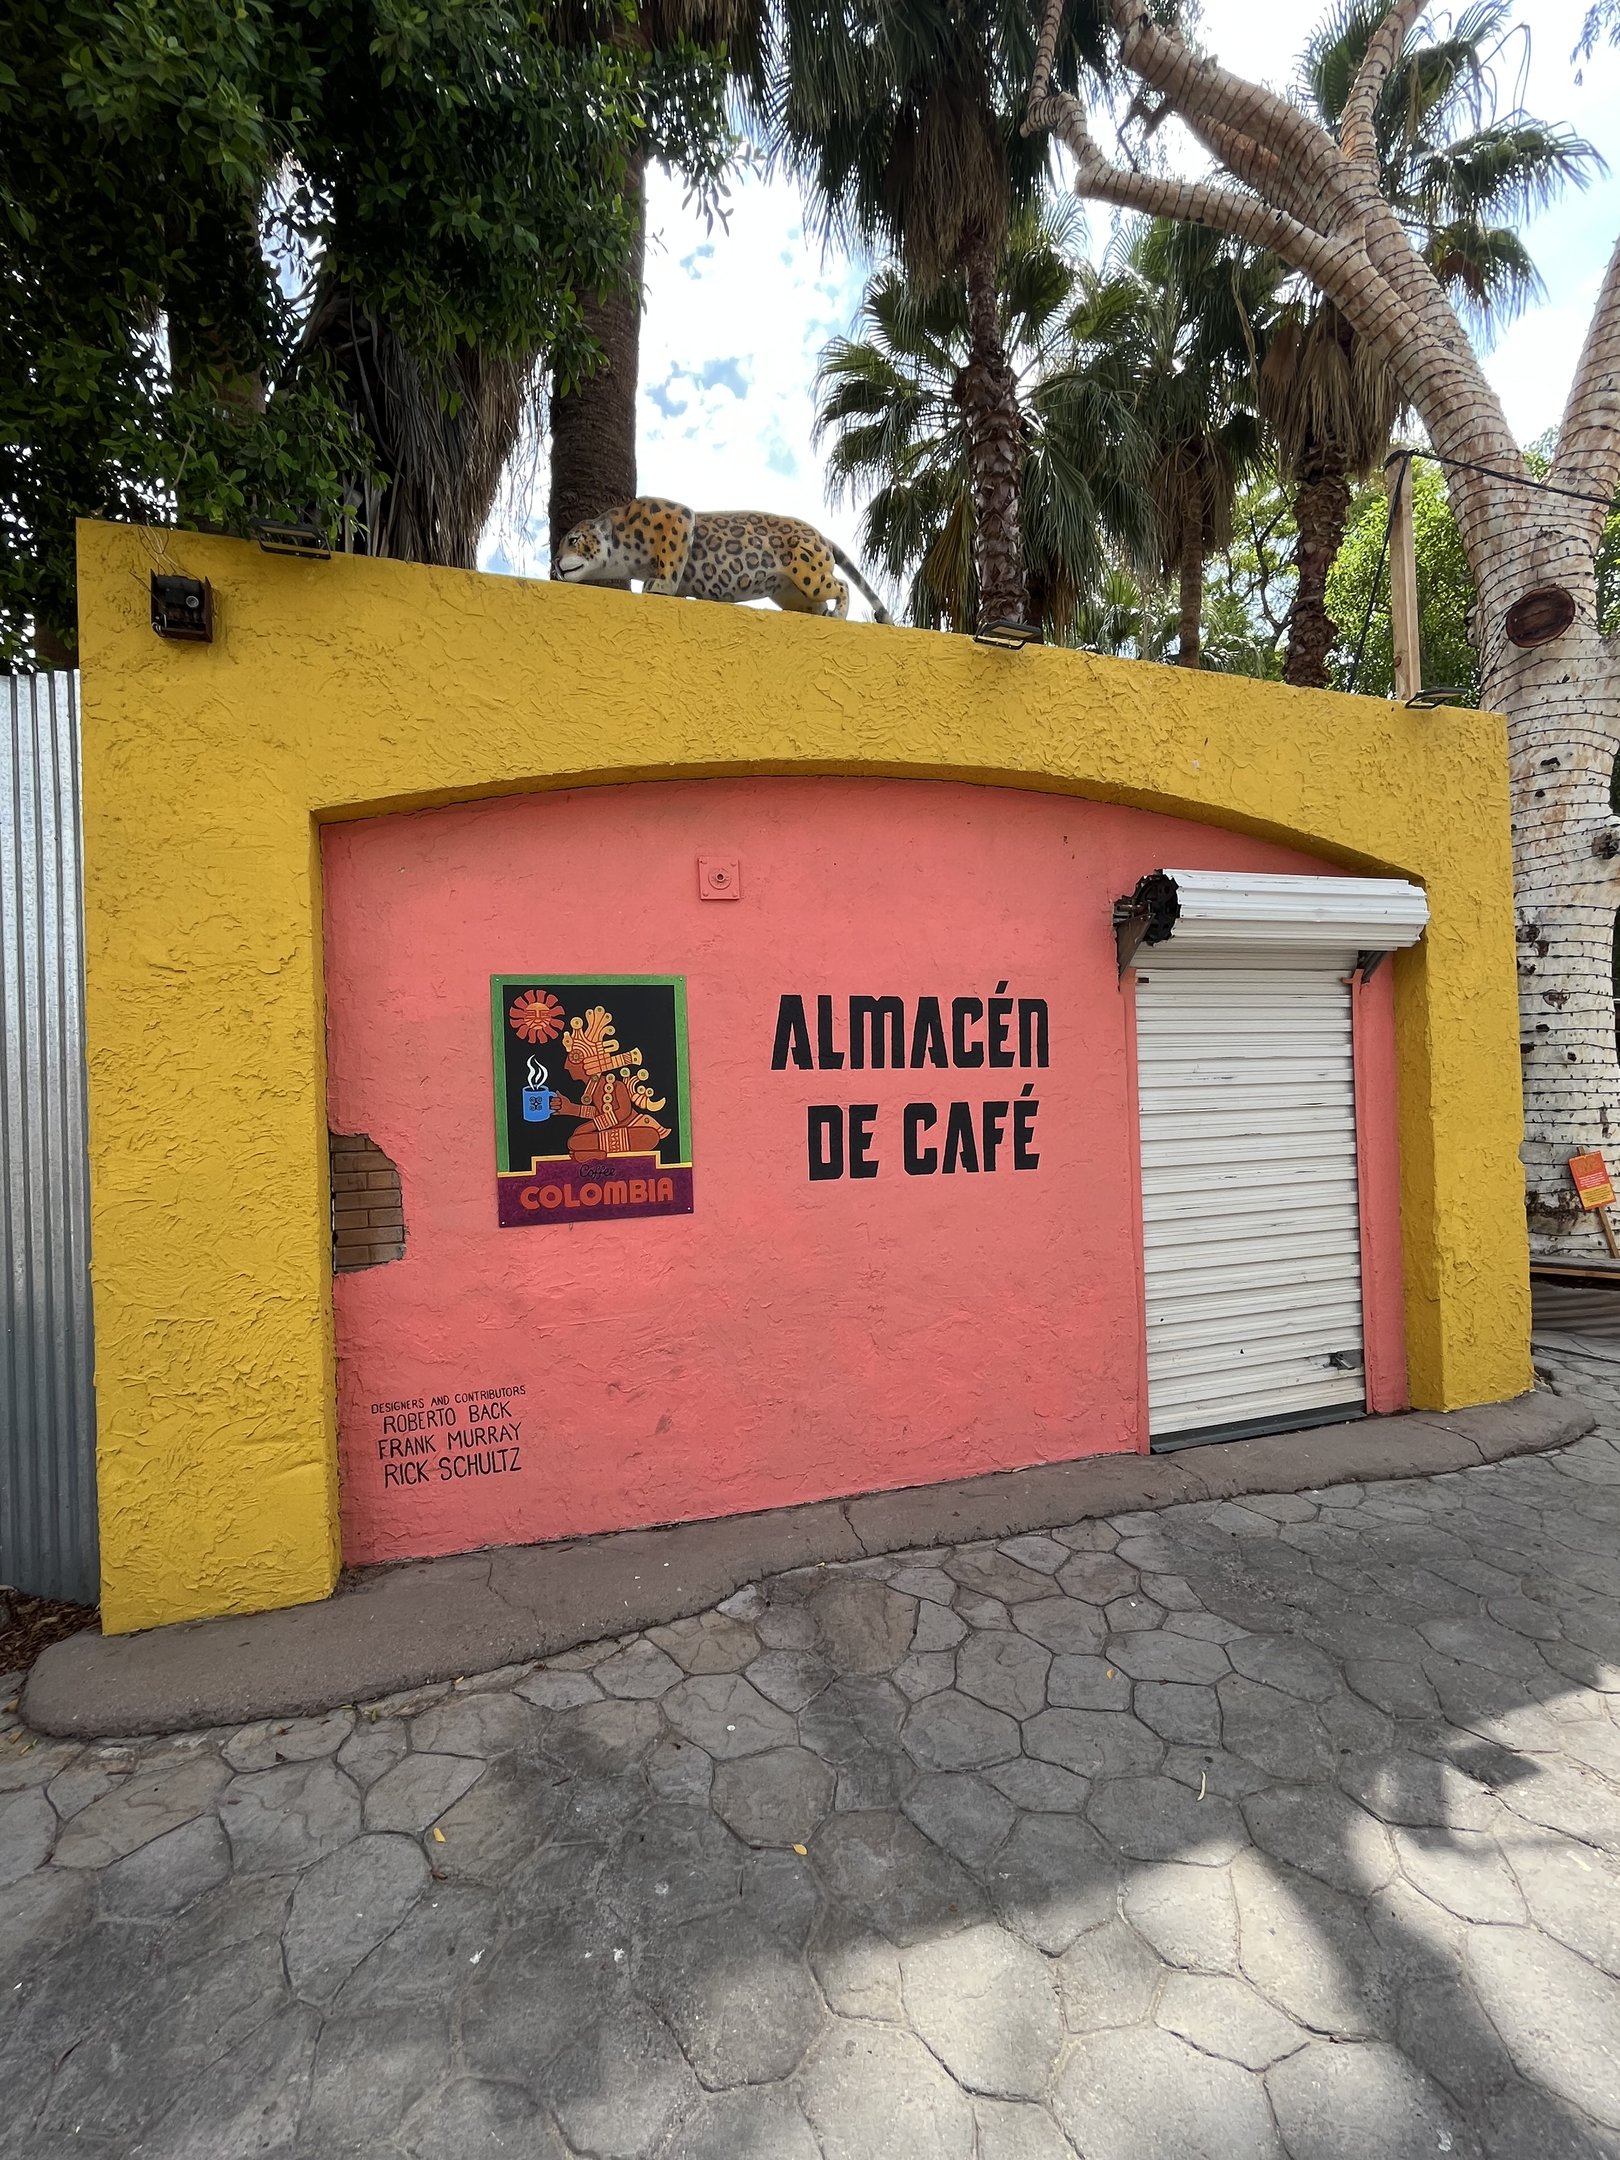 Coffee
COLOMBIA
ALMACÉN
DE CAFÉ
DESIGNERS AND CONTRIBUTORS
ROBERTO BACK
FRANK MURRAY
RICK SCHULTZ